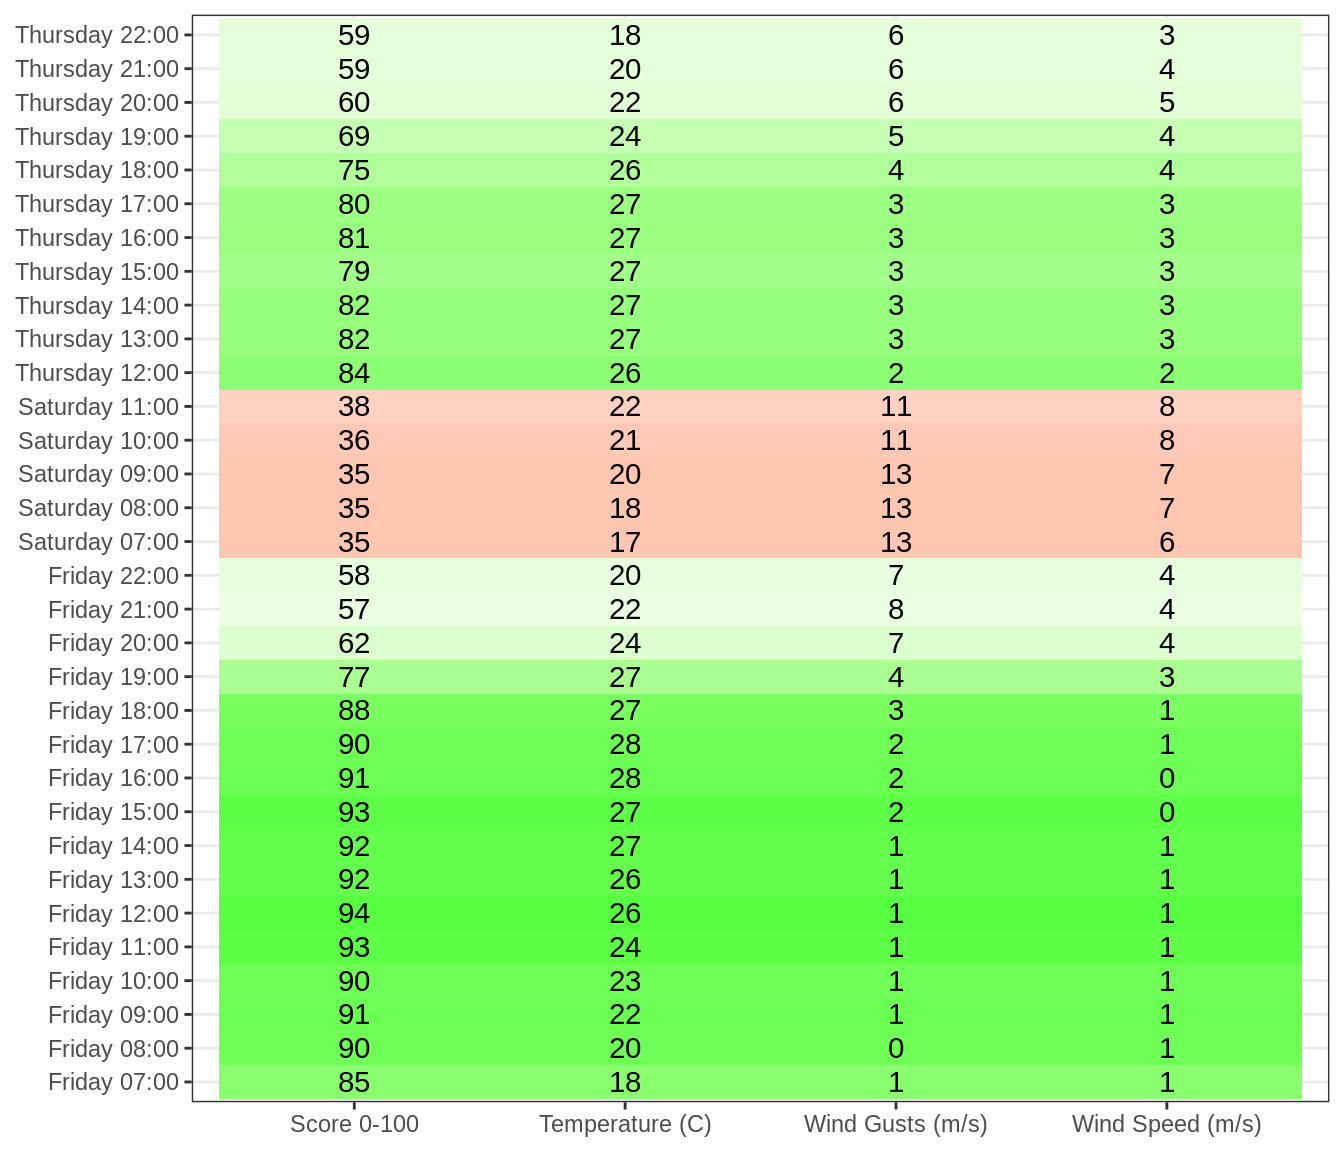 Thursday 22:00 59 18 6 3
Thursday 21:00 59 20 6 4
Thursday 20:00 60 22 6 5
Thursday 19:00 69 24 5 4
Thursday 18:00 75 26 4 4
Thursday 17:00 80 27 3 3
Thursday 16:00 81 27 3 3
Thursday 15:00 79 27 3 3
Thursday 14:00 82 27 3 3
Thursday 13:00 82 27 3 3
Thursday 12:00 84 26 2 2
Saturday 11:00 38 22 11 8
Saturday 10:00 36 21 11 8
Saturday 09:00 35 20 13 7
Saturday 08:00 35 18 13 7
Saturday 07:00 35 17 13 6
Friday 22:00 58 20 7 4
Friday 21:00 57 22 8 4
Friday 20:00 62 24 7 4
Friday 19:00 77 27 4 3
Friday 18:00 88 27 3 1
Friday 17:00 90 28 2 1
Friday 16:00 91 28 2 0
Friday 15:00 93 27 2 0
Friday 14:00 92 27 1 1
Friday 13:00 92 26 1 1
Friday 12:00 94 26 1 1
Friday 11:00 93 24 1 1
Friday 10:00 90 23 1 1
Friday 09:00 91 22 1 1
Friday 08:00 90 20 0 1
Friday 07:00 85 18 1 1
Score 0-100 Temperature (C) Wind Gusts (m/s) Wind Speed (m/s)